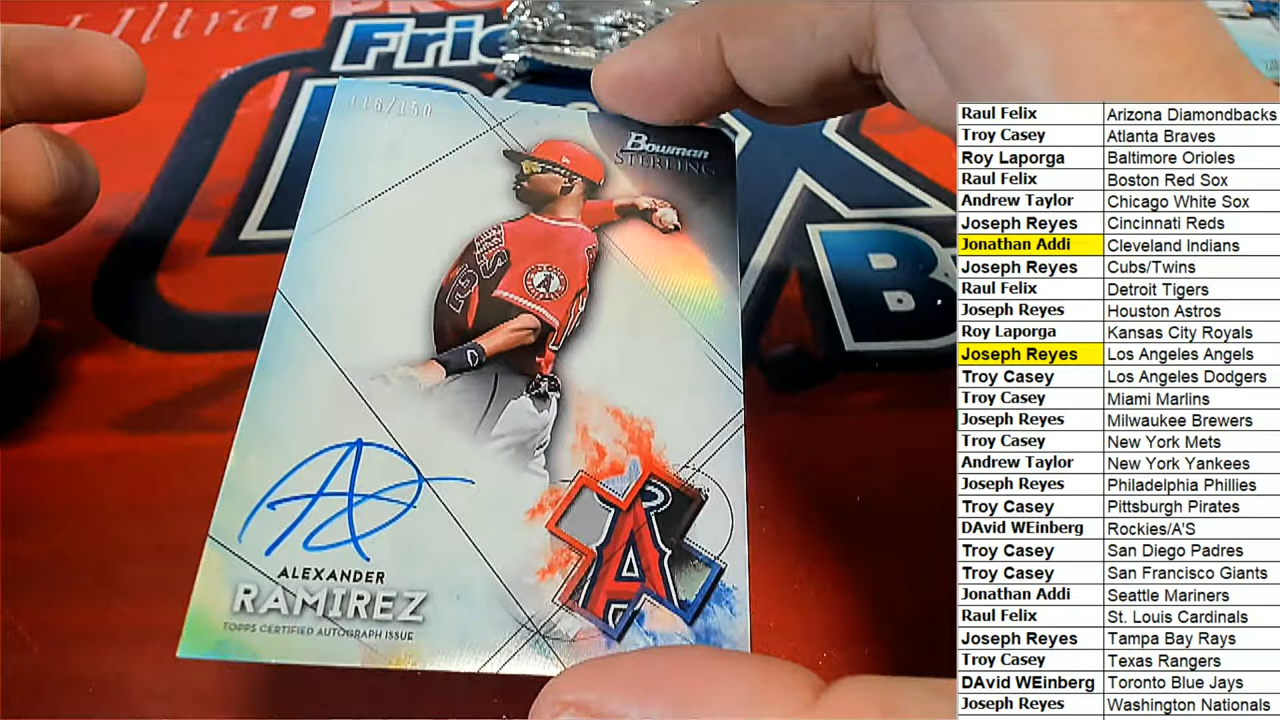 Ultra • PRO
Frie
116/150
Bowman
STERLING
B
A
ALEXANDER
RAMIREZ
TOPPS CERTIFIED AUTOGRAPH ISSUE
A
Raul Felix Arizona Diamondbacks
Troy Casey Atlanta Braves
Roy Laporga Baltimore Orioles
Raul Felix Boston Red Sox
Andrew Taylor Chicago White Sox
Joseph Reyes Cincinnati Reds
Jonathan Addi Cleveland Indians
Joseph Reyes Cubs/Twins
Raul Felix Detroit Tigers
Joseph Reyes Houston Astros
Roy Laporga Kansas City Royals
Joseph Reyes Los Angeles Angels
Troy Casey Los Angeles Dodgers
Troy Casey Miami Marlins
Joseph Reyes Milwaukee Brewers
Troy Casey New York Mets
Andrew Taylor New York Yankees
Joseph Reyes Philadelphia Phillies
Troy Casey Pittsburgh Pirates
DAvid WEinberg Rockies/A'S
Troy Casey San Diego Padres
Troy Casey San Francisco Giants
Jonathan Addi Seattle Mariners
Raul Felix St. Louis Cardinals
Joseph Reyes Tampa Bay Rays
Troy Casey Texas Rangers
DAvid WEinberg Toronto Blue Jays
Joseph Reyes Washington Nationals